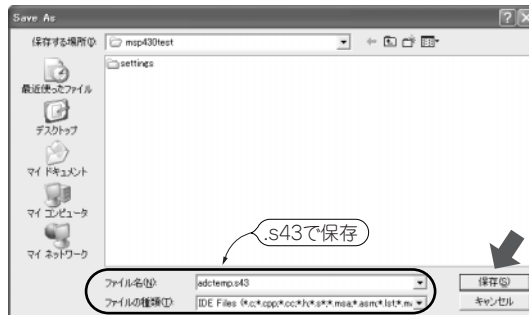 Save As
保存する場所(I):
msp430test
settings
最近使ったファイル
デスクトップ
マイ ドキュメント
マイ コンピュータ
マイ ネットワーク
.s43で保存
ファイル名(N):
adctemp.s43
保存(S)
ファイルの種類(T):
IDE Files (*.c;*.cpp;*.cc;*.h;*.s*;*.msa;*.asm;*.lst;*.m
キャンセル